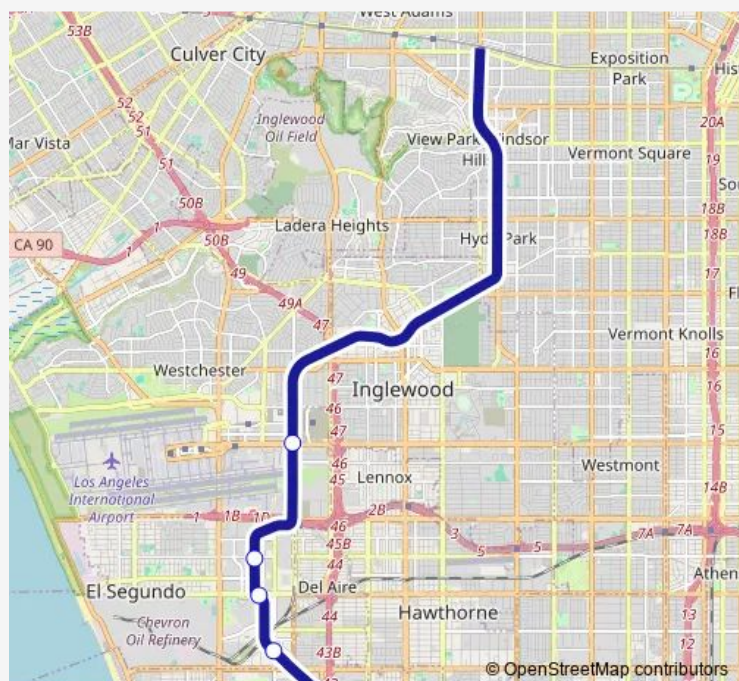 West Adams
53B
Culver City
Exposition
Park
52
52
51
Inglewood
Oil Field
20A
Mar Vista
51
View Park Windsor
Hill
Vermont Square
19
50B
18B
18B
Ladera Heights
CA 90
1
1
50B
Hyde Park
49
17
49A
47
Vermont Knolls
16
Westchester
47
16
Inglewood
46
47
15
46
45
Lennox
Westmont
Los Angeles
International
Airport
14B
1
1B
1D
46
2B
3
5
5
7A
7A
45B
44
El Segundo
Del Aire
Athen
44
Hawthorne
13
Chevron
Oil Refinery
12
43B
© OpenStreetMap contributors